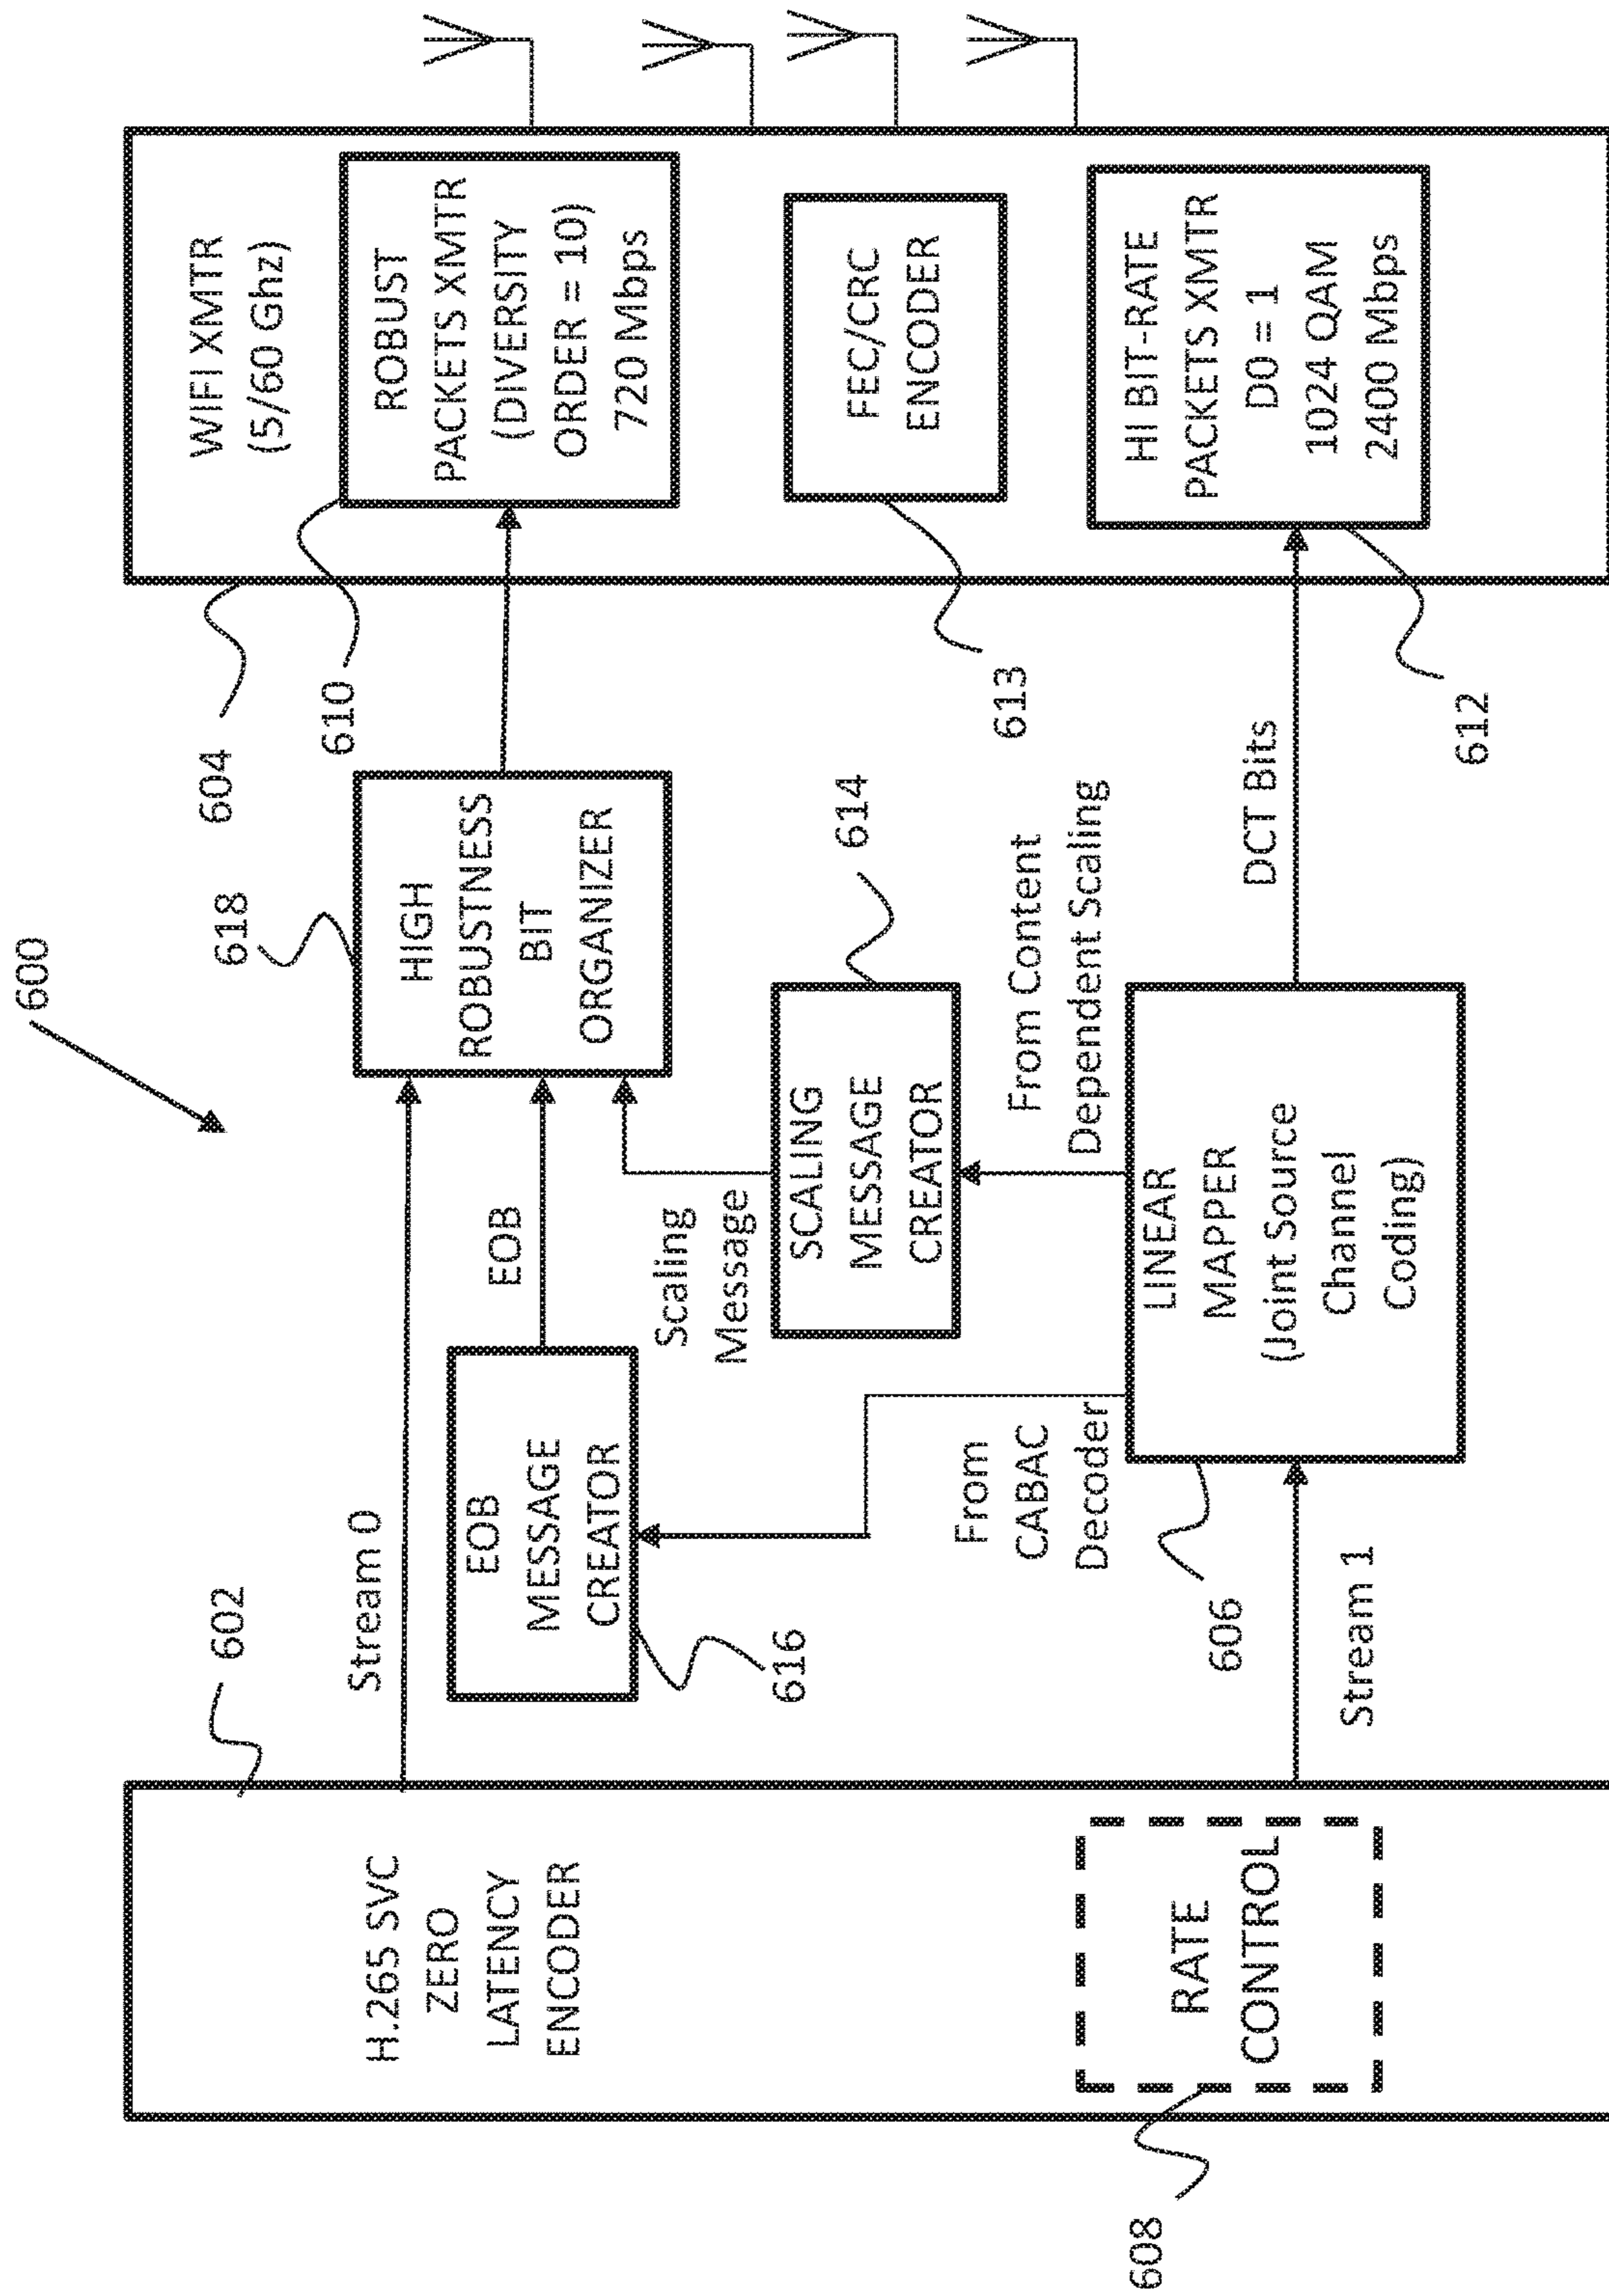 600
602
H.265 SVC
ZERO
LATENCY
ENCODER
608
RATE
CONTROL
Stream 0
EOB
MESSAGE
CREATOR
616
EOB
Scaling
Message
618
HIGH
ROBUSTNESS
BIT
ORGANIZER
SCALING
MESSAGE
CREATOR
614
From
CABAC
Decoder
From Content
Dependent Scaling
606
Stream 1
LINEAR
MAPPER
(Joint Source
Channel
Coding)
DCT Bits
604
WIFI XMTR
(5/60 Ghz)
610
ROBUST
PACKETS XMTR
(DIVERSITY
ORDER = 10)
720 Mbps
613
FEC/CRC
ENCODER
612
HI BIT-RATE
PACKETS XMTR
D0 = 1
1024 QAM
2400 Mbps